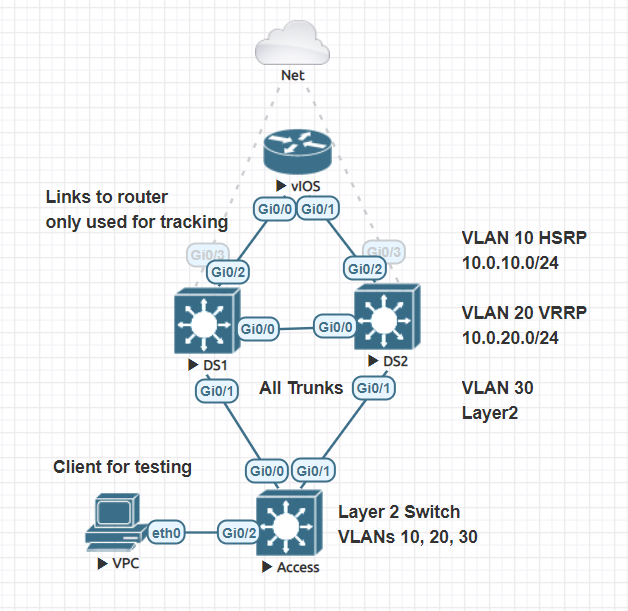 Net
vIOS
Links to router
only used for tracking
Gi0/0
Gi0/1
Gi0/3
Gi0/3
Gi0/2
Gi0/2
VLAN 10 HSRP
10.0.10.0/24
VLAN 20 VRRP
10.0.20.0/24
Gi0/0
Gi0/0
DS1
DS2
Gi0/1
All Trunks
Gi0/1
VLAN 30
Layer2
Client for testing
Gi0/0
Gi0/1
Layer 2 Switch
VLANs 10, 20, 30
eth0
Gi0/2
VPC
Access